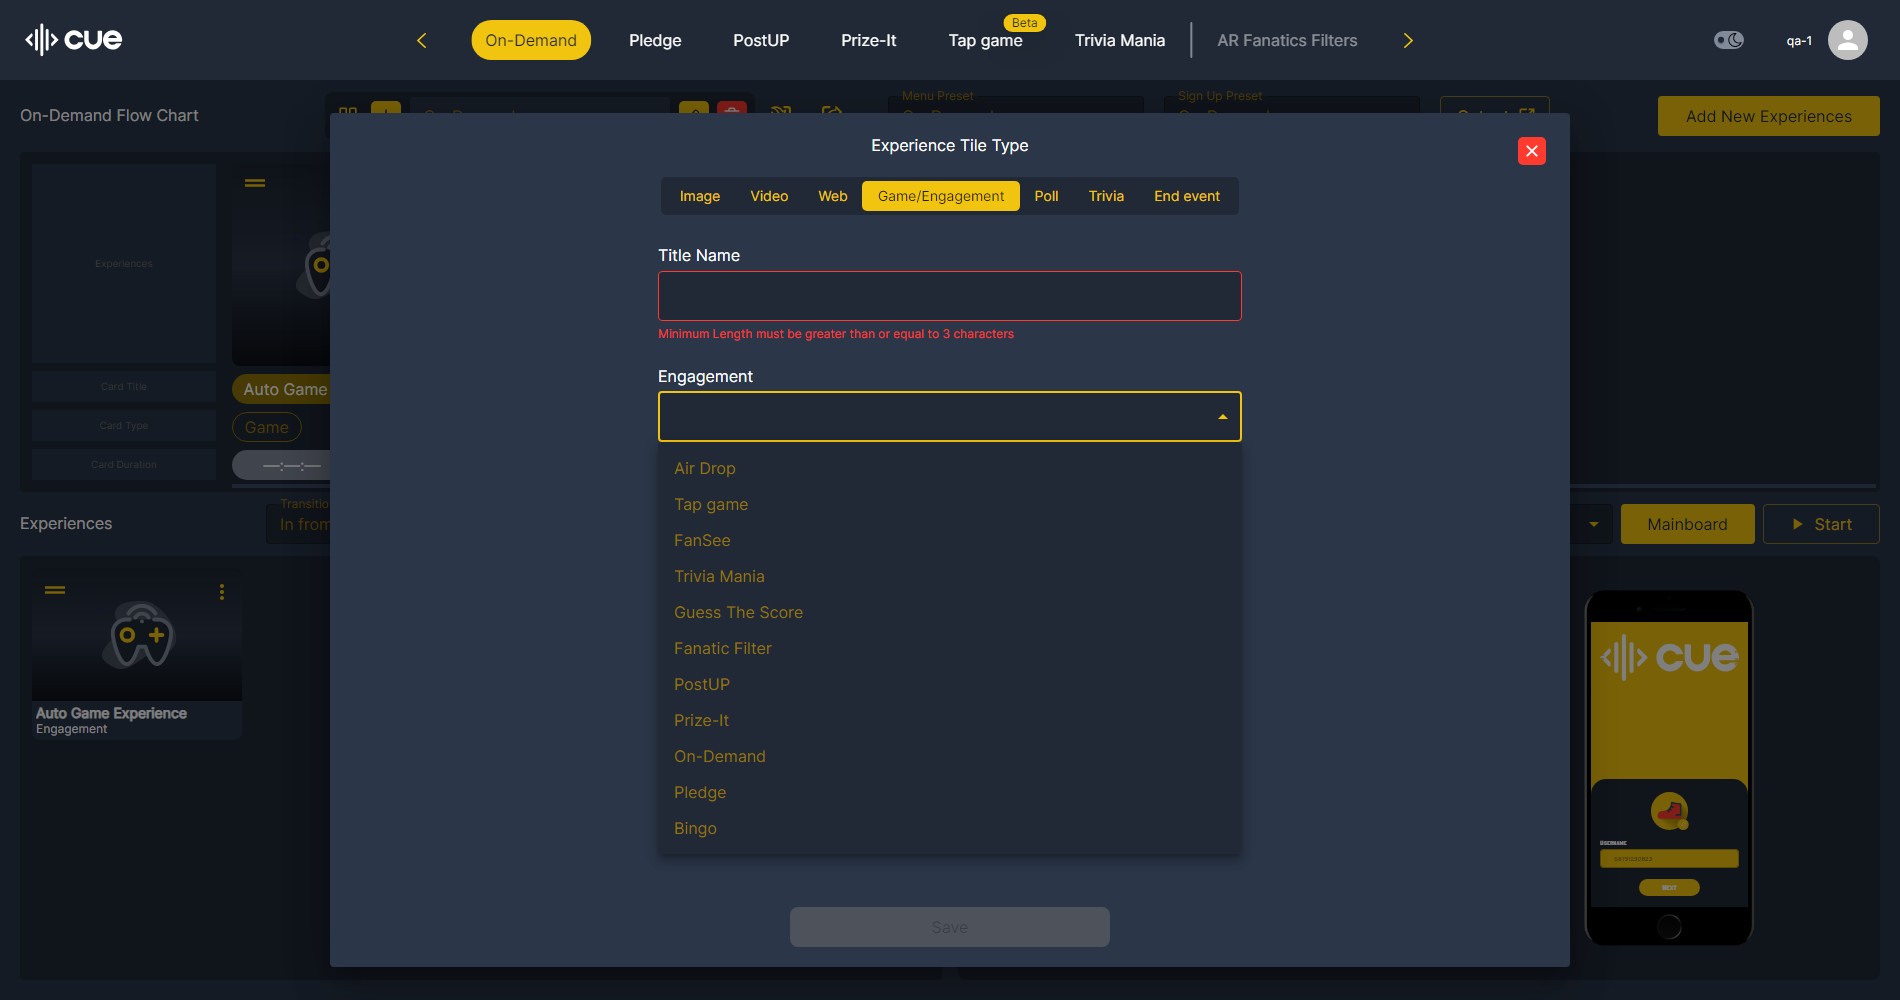 cue
On-Demand
Pledge
PostUP
Prize-It
Tap game
Beta
Trivia Mania
AR Fanatics Filters
qa-1
On-Demand Flow Chart
Menu Preset
Sign Up Preset
Add New Experiences
Experience Tile Type
Image
Video
Web
Game/Engagement
Poll
Trivia
End event
Experiences
Card Title
Card Type
Card Duration
Auto Game
Game
—:—:—
Title Name
Minimum Length must be greater than or equal to 3 characters
Engagement
Air Drop
Tap game
FanSee
Trivia Mania
Guess The Score
Fanatic Filter
PostUP
Prize-It
On-Demand
Pledge
Bingo
Save
Experiences
In from
Mainboard
Start
Auto Game Experience
Engagement
cue
USERNAME
NEXT